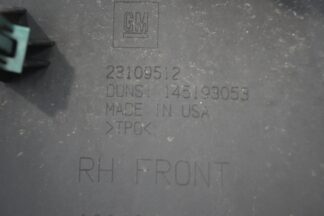 GM
23109512
DUNS: 145193053
MADE IN USA
>TPO<
RH FRONT